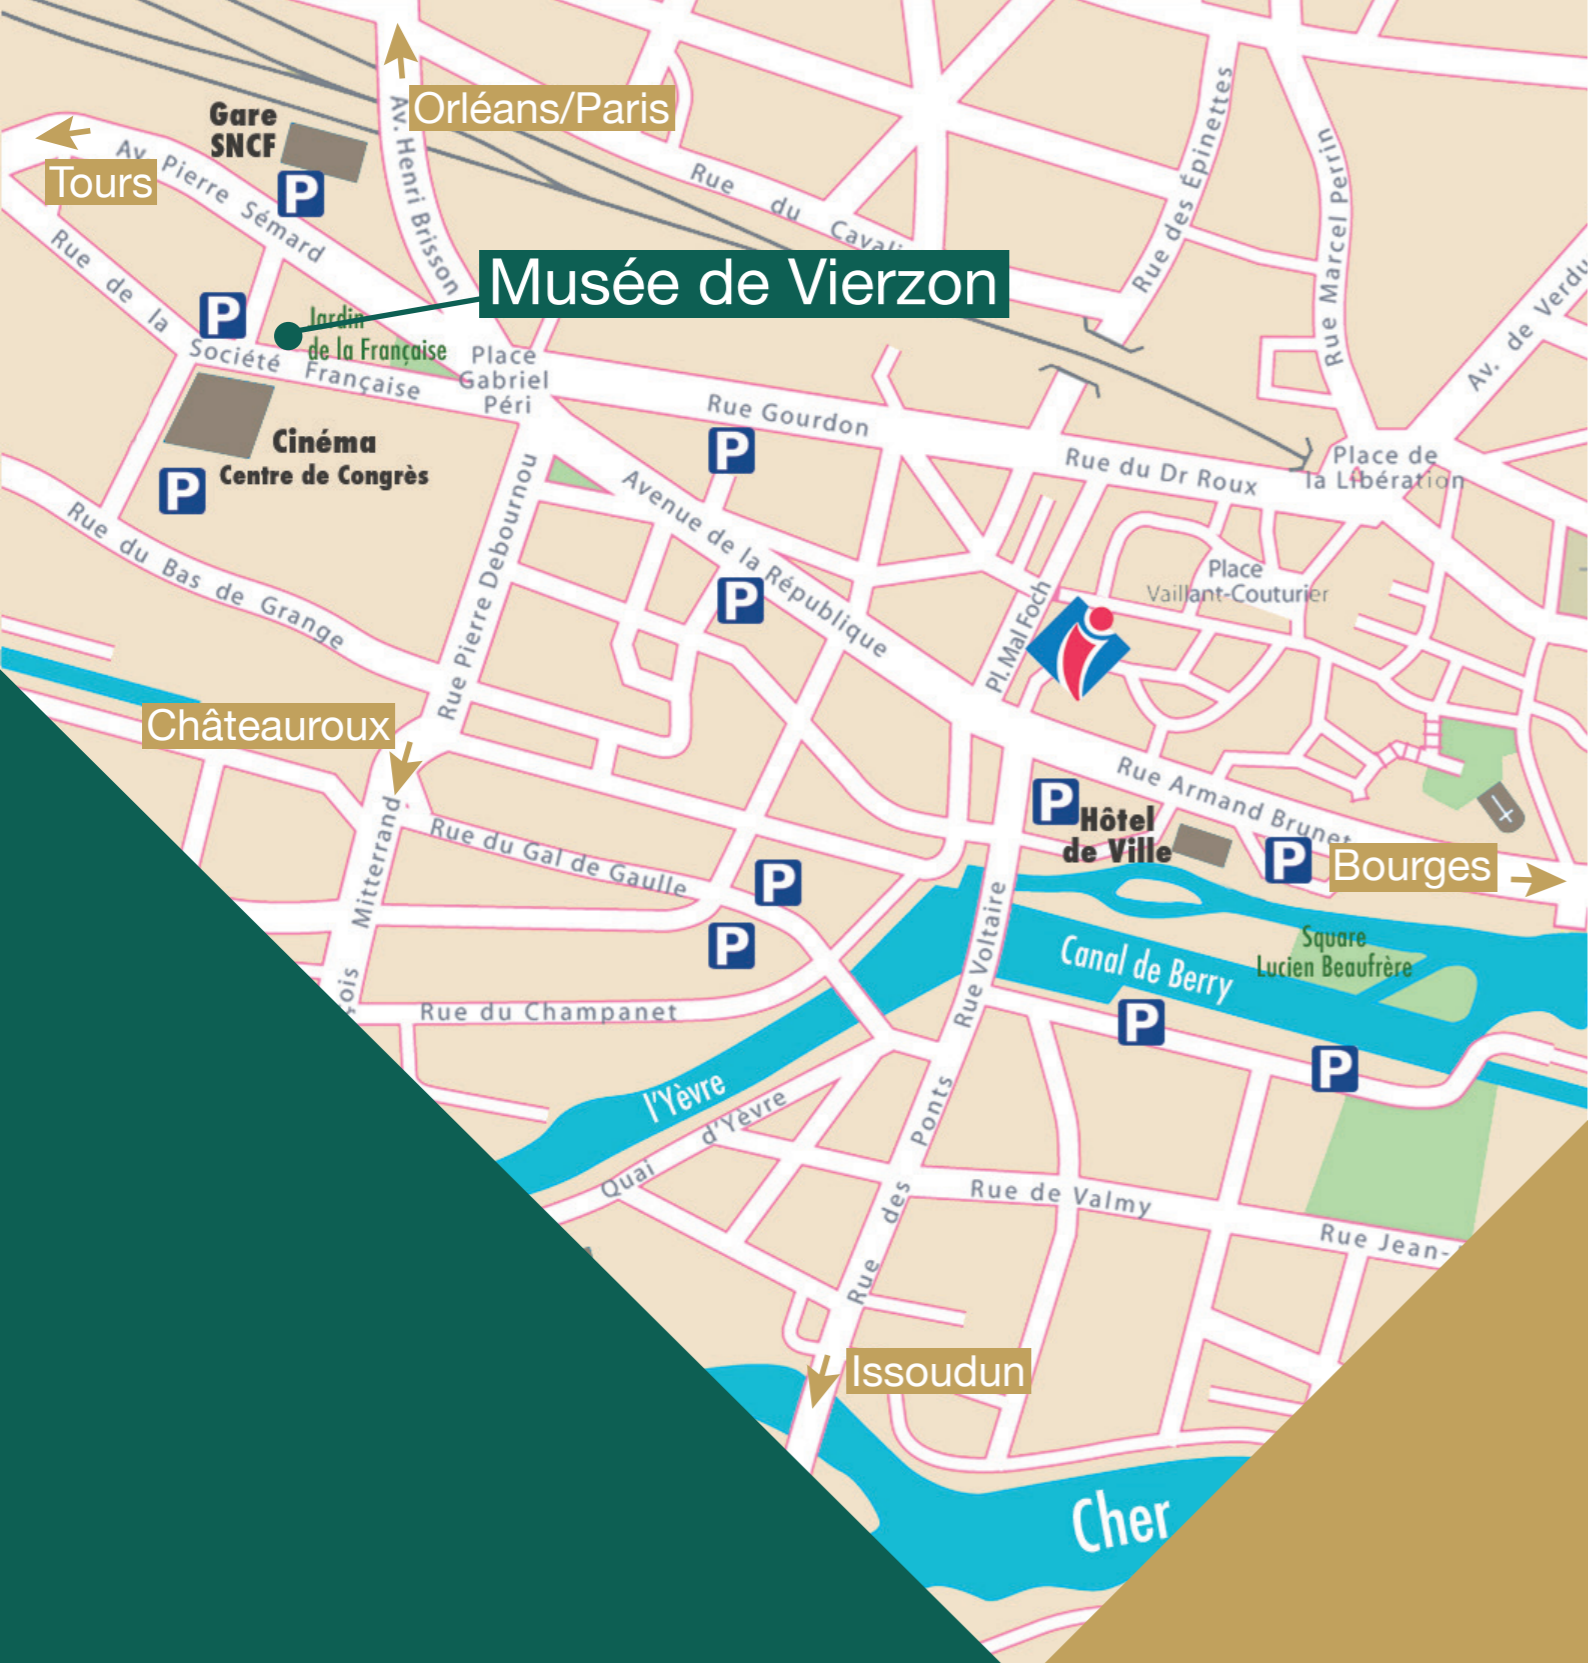 Orléans/Paris
Gare
SNCF
P
Tours
Av. Pierre Sémard
Av. Henri Brisson
Rue du
Rue des Épinettes
Rue Marcel Perrin
Musée de Vierzon
Rue de la
Société Française
P
Jardin
de la Française
Place
Gabriel
Péri
Rue Gourdon
P
Cinéma
Centre de Congrès
P
Rue du Dr Roux
Place de
la Libération
Rue du Bas de Grange
Rue Pierre Debournou
Avenue de la République
P
Pl. Mal Foch
Place
Vaillant-Couturier
Châteauroux
Mitterrand
Rue du Gal de Gaulle
P
P
P
Hôtel
de Ville
Rue Armand Brunet
P
Bourges
Rue Voltaire
Canal de Berry
Square
Lucien Beaufrère
P
P
Rue du Champanet
l'Yèvre
Quai d'Yèvre
Rue des Ponts
Rue de Valmy
Rue Jean-
Issoudun
Cher